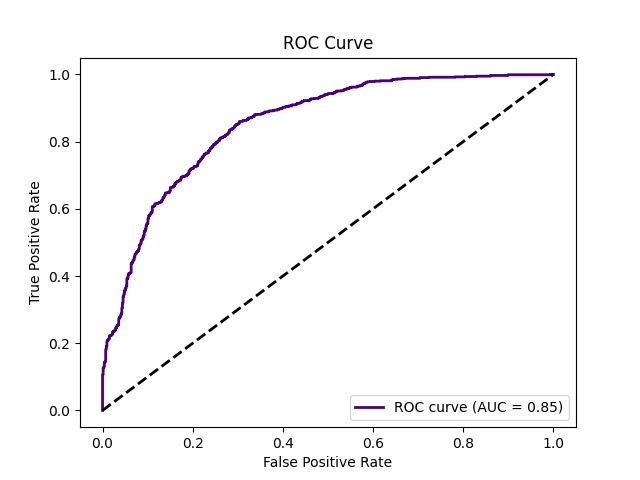 ROC Curve
True Positive Rate
1.0
0.8
0.6
0.4
0.2
0.0
ROC curve (AUC = 0.85)
0.0 0.2 0.4 0.6 0.8 1.0
False Positive Rate